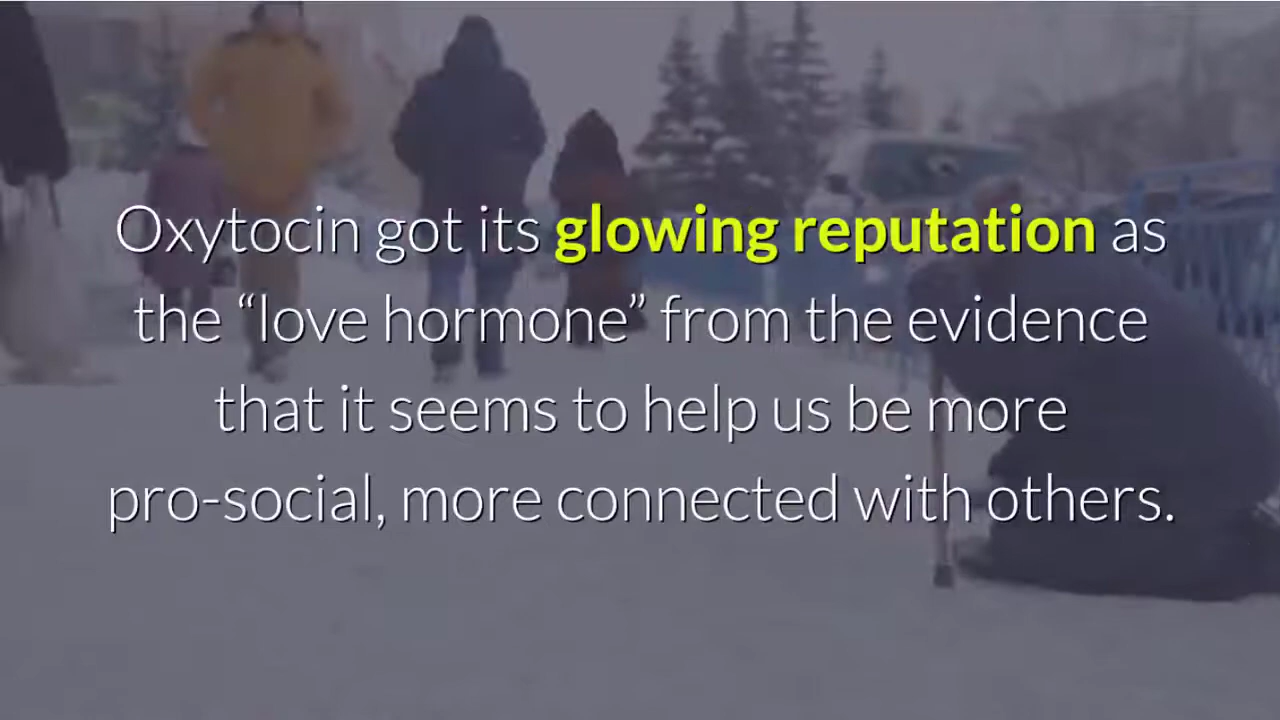 Oxytocin got its glowing reputation as
the “love hormone” from the evidence
that it seems to help us be more
pro-social, more connected with others.